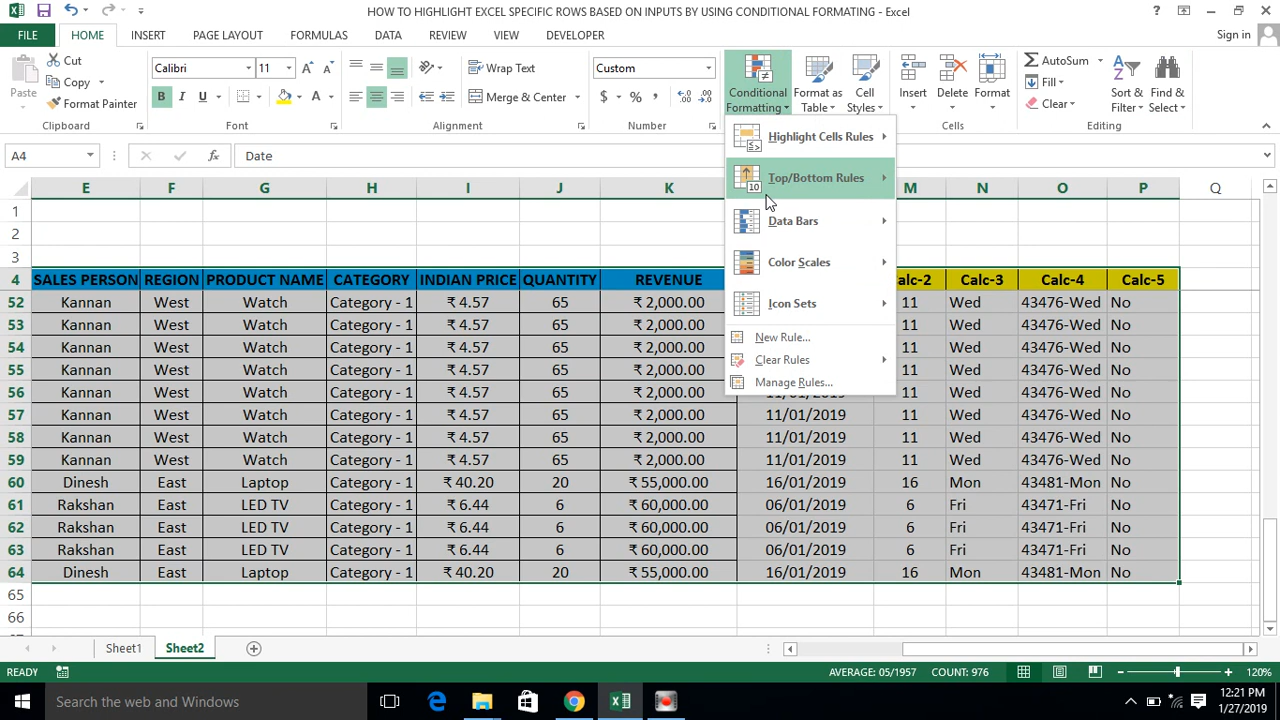 HOW TO HIGHLIGHT EXCEL SPECIFIC ROWS BASED ON INPUTS BY USING CONDITIONAL FORMATING - Excel
FILE HOME INSERT PAGE LAYOUT FORMULAS DATA REVIEW VIEW DEVELOPER Sign in
Paste Cut Copy Format Painter
Calibri 11 B I U A
Wrap Text Merge & Center
Custom $ % ,
Conditional Formatting
Format as Table
Cell Styles
Insert Delete Format
AutoSum Fill Clear
Sort & Filter
Find & Select
Clipboard Font Alignment Number Cells Editing
Highlight Cells Rules
Top/Bottom Rules
Data Bars
Color Scales
Icon Sets
New Rule...
Clear Rules
Manage Rules...
A4 fx Date
E F G H I J K M N O P Q
1
2
3
4 SALES PERSON REGION PRODUCT NAME CATEGORY INDIAN PRICE QUANTITY REVENUE alc-2 Calc-3 Calc-4 Calc-5
52 Kannan West Watch Category - 1 ₹ 4.57 65 ₹ 2,000.00 11 Wed 43476-Wed No
53 Kannan West Watch Category - 1 ₹ 4.57 65 ₹ 2,000.00 11 Wed 43476-Wed No
54 Kannan West Watch Category - 1 ₹ 4.57 65 ₹ 2,000.00 11 Wed 43476-Wed No
55 Kannan West Watch Category - 1 ₹ 4.57 65 ₹ 2,000.00 11 Wed 43476-Wed No
56 Kannan West Watch Category - 1 ₹ 4.57 65 ₹ 2,000.00 11/01/2019 11 Wed 43476-Wed No
57 Kannan West Watch Category - 1 ₹ 4.57 65 ₹ 2,000.00 11/01/2019 11 Wed 43476-Wed No
58 Kannan West Watch Category - 1 ₹ 4.57 65 ₹ 2,000.00 11/01/2019 11 Wed 43476-Wed No
59 Kannan West Watch Category - 1 ₹ 4.57 65 ₹ 2,000.00 11/01/2019 11 Wed 43476-Wed No
60 Dinesh East Laptop Category - 1 ₹ 40.20 20 ₹ 55,000.00 16/01/2019 16 Mon 43481-Mon No
61 Rakshan East LED TV Category - 1 ₹ 6.44 6 ₹ 60,000.00 06/01/2019 6 Fri 43471-Fri No
62 Rakshan East LED TV Category - 1 ₹ 6.44 6 ₹ 60,000.00 06/01/2019 6 Fri 43471-Fri No
63 Rakshan East LED TV Category - 1 ₹ 6.44 6 ₹ 60,000.00 06/01/2019 6 Fri 43471-Fri No
64 Dinesh East Laptop Category - 1 ₹ 40.20 20 ₹ 55,000.00 16/01/2019 16 Mon 43481-Mon No
65
66
Sheet1 Sheet2
READY AVERAGE: 05/1957 COUNT: 976 120%
Search the web and Windows
12:21 PM
1/27/2019